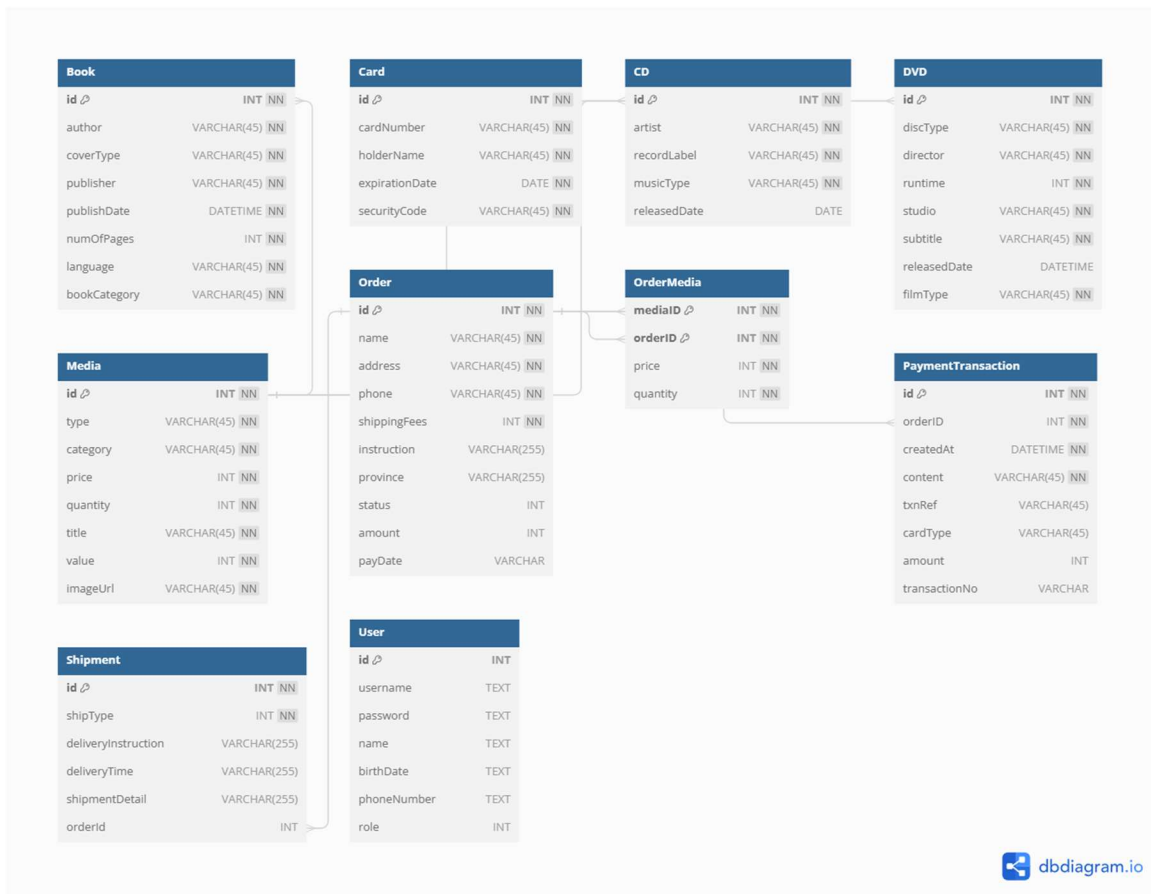 Book
id INT NN
author VARCHAR(45) NN
coverType VARCHAR(45) NN
publisher VARCHAR(45) NN
publishDate DATETIME NN
numOfPages INT NN
language VARCHAR(45) NN
bookCategory VARCHAR(45) NN
Card
id INT NN
cardNumber VARCHAR(45) NN
holderName VARCHAR(45) NN
expirationDate DATE NN
securityCode VARCHAR(45) NN
CD
id INT NN
artist VARCHAR(45) NN
recordLabel VARCHAR(45) NN
musicType VARCHAR(45) NN
releasedDate DATE
DVD
id INT NN
discType VARCHAR(45) NN
director VARCHAR(45) NN
runtime INT NN
studio VARCHAR(45) NN
subtitle VARCHAR(45) NN
releasedDate DATETIME
filmType VARCHAR(45) NN
Order
id INT NN
name VARCHAR(45) NN
address VARCHAR(45) NN
phone VARCHAR(45) NN
shippingFees INT NN
instruction VARCHAR(255)
province VARCHAR(255)
status INT
amount INT
payDate VARCHAR
OrderMedia
mediaID INT NN
orderID INT NN
price INT NN
quantity INT NN
Media
id INT NN
type VARCHAR(45) NN
category VARCHAR(45) NN
price INT NN
quantity INT NN
title VARCHAR(45) NN
value INT NN
imageUrl VARCHAR(45) NN
PaymentTransaction
id INT NN
orderID INT NN
createdAt DATETIME NN
content VARCHAR(45) NN
txnRef VARCHAR(45)
cardType VARCHAR(45)
amount INT
transactionNo VARCHAR
Shipment
id INT NN
shipType INT NN
deliveryInstruction VARCHAR(255)
deliveryTime VARCHAR(255)
shipmentDetail VARCHAR(255)
orderId INT
User
id INT
username TEXT
password TEXT
name TEXT
birthDate TEXT
phoneNumber TEXT
role INT
dbdiagram.io